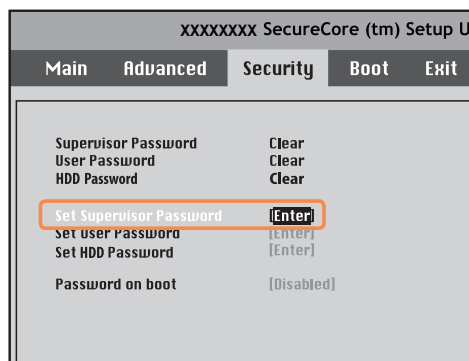 xxxxxxxx SecureCore (tm) Setup U
Main Advanced Security Boot Exit
Supervisor Password Clear
User Password Clear
HDD Password Clear
Set Supervisor Password [Enter]
Set User Password [Enter]
Set HDD Password [Enter]
Password on boot [Disabled]